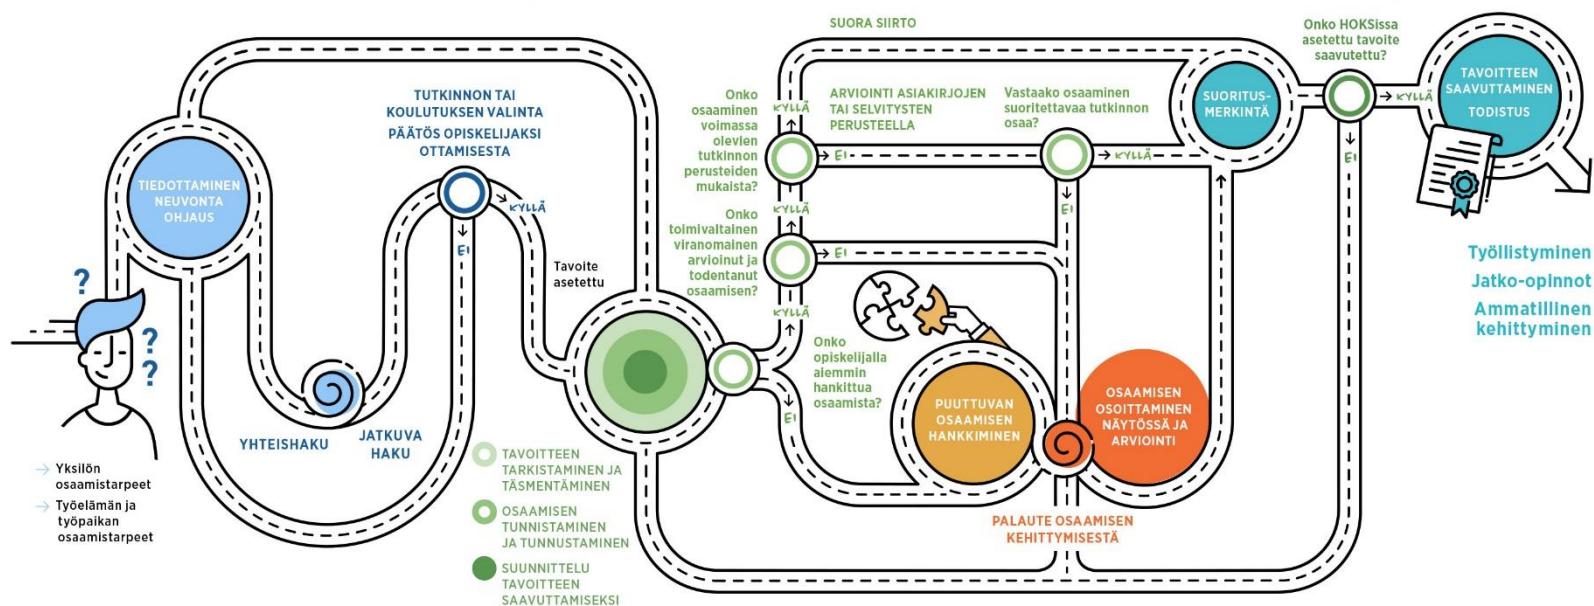 ?
?
?
→ Yksilön
osaamistarpeet
→ Työelämän ja
työpaikan
osaamistarpeet
TIEDOTTAMINEN
NEUVONTA
OHJAUS
YHTEISHAKU
JATKUVA
HAKU
TUTKINNON TAI
KOULUTUKSEN VALINTA
PÄÄTÖS OPISKELIJAKSI
OTTAMISESTA
→ KYLLÄ
↓
EI
Tavoite
asetettu
TAVOITTEEN
TARKISTAMINEN JA
TÄSMENTÄMINEN
OSAAMISEN
TUNNISTAMINEN
JA TUNNUSTAMINEN
SUUNNITTELU
TAVOITTEEN
SAAVUTTAMISEKSI
Onko
opiskelijalla
aiemmin
hankittua
osaamista?
KYLLÄ
↑
↓
EI
Onko
toimivaltainen
viranomainen
arvioinut ja
todentanut
osaamisen?
KYLLÄ
↑
→ EI
Onko
osaaminen
voimassa
olevien
tutkinnon
perusteiden
mukaista?
KYLLÄ
↑
→ EI
SUORA SIIRTO
ARVIOINTI ASIAKIRJOJEN
TAI SELVITYSTEN
PERUSTEELLA
Vastaako osaaminen
suoritettavaa tutkinnon
osaa?
→ KYLLÄ
↓
EI
PUUTTUVAN
OSAAMISEN
HANKKIMINEN
OSAAMISEN
OSOITTAMINEN
NÄYTÖSSÄ JA
ARVIOINTI
PALAUTE OSAAMISEN
KEHITTYMISESTÄ
SUORITUS-
MERKINTÄ
Onko HOKSissa
asetettu tavoite
saavutettu?
→ KYLLÄ
↓
EI
TAVOITTEEN
SAAVUTTAMINEN
TODISTUS
Työllistyminen
Jatko-opinnot
Ammatillinen
kehittyminen